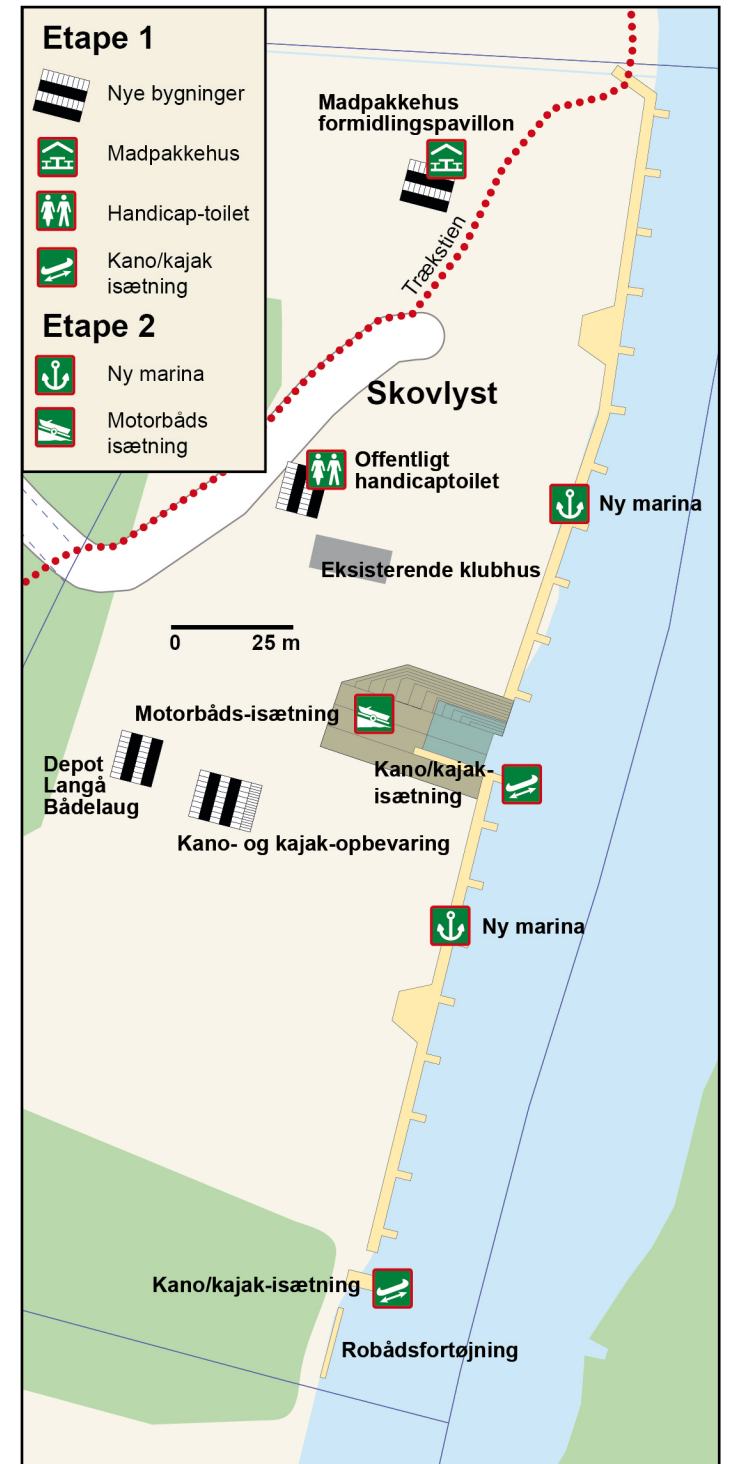 Etape 1
Nye bygninger
Madpakkehus
Handicap-toilet
Kano/kajak
isætning
Etape 2
Ny marina
Motorbåds
isætning
Madpakkehus
formidlingspavillon
Trækstien
Skovlyst
Offentligt
handicaptoilet
Ny marina
Eksisterende klubhus
0 25 m
Motorbåds-isætning
Depot
Langå
Bådelaug
Kano/kajak-
isætning
Kano- og kajak-opbevaring
Ny marina
Kano/kajak-isætning
Robådsfortøjning